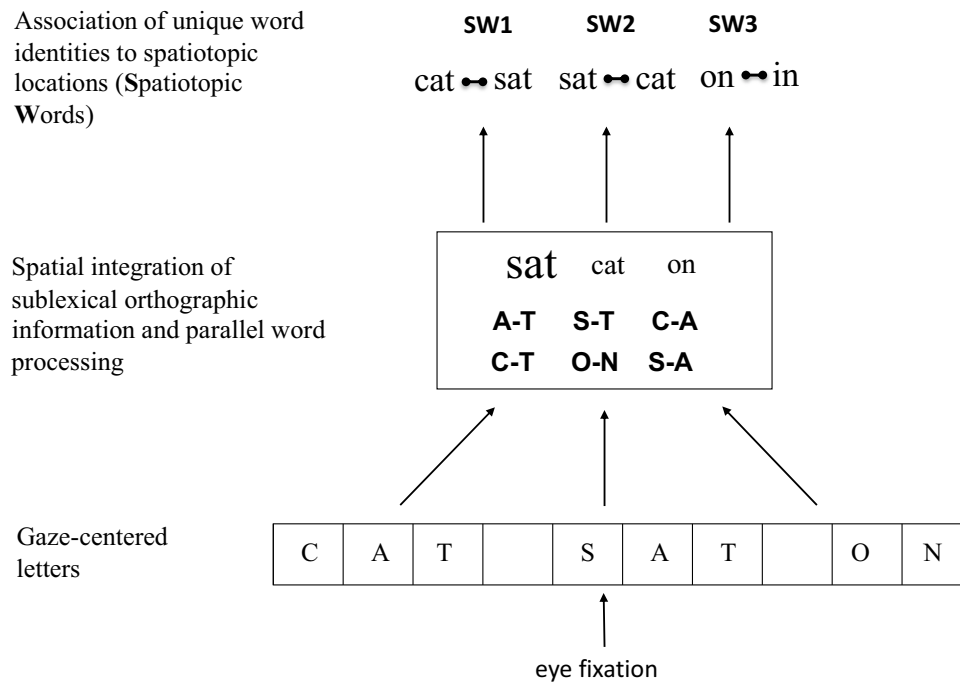 Association of unique word
identities to spatiotopic
locations (Spatiotopic
Words)
SW1 SW2 SW3
cat sat sat cat on in
Spatial integration of
sublexical orthographic
information and parallel word
processing
sat cat on
A-T S-T C-A
C-T O-N S-A
Gaze-centered
letters
C A T S A T O N
eye fixation